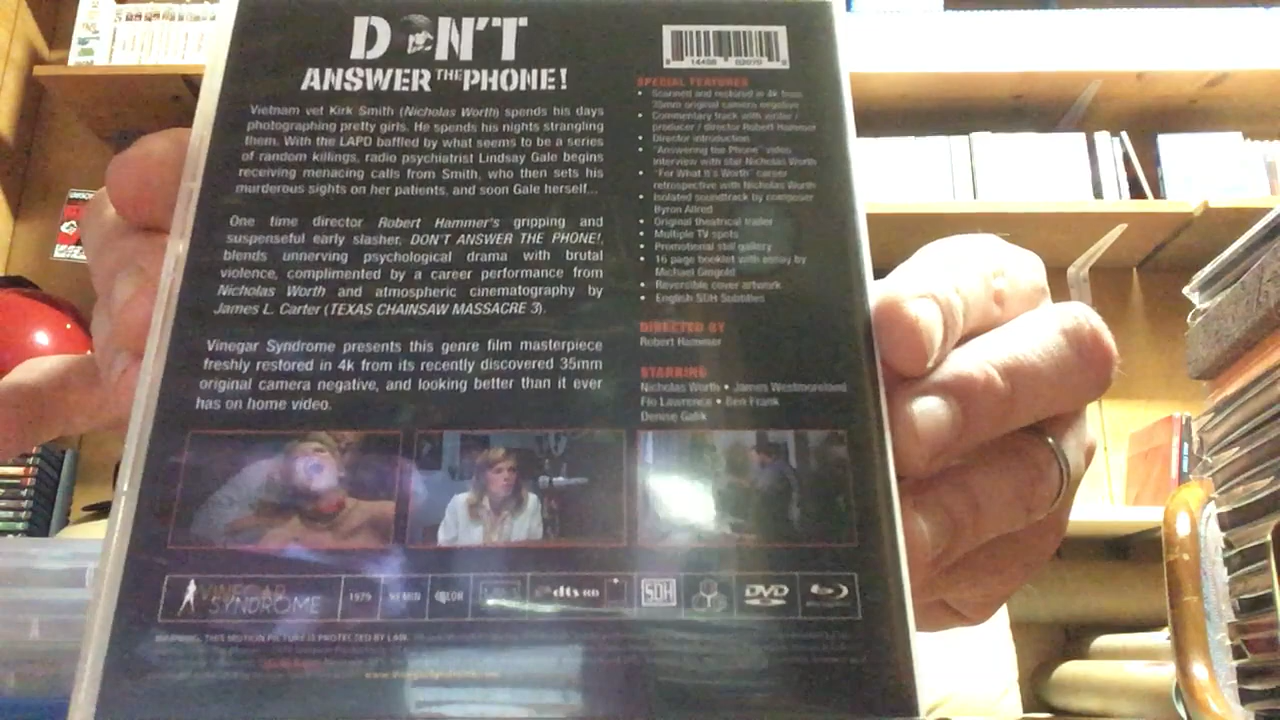 DON'T
ANSWER THE PHONE!
Vietnam vet Kirk Smith (Nicholas Worth) spends his days
photographing pretty girls. He spends his nights strangling
them. With the LAPD baffled by what seems to be a series
of random killings, radio psychiatrist Lindsay Gale begins
receiving menacing calls from Smith, who then sets his
murderous sights on her patients, and soon Gale herself...
One time director Robert Hammer's gripping and
suspenseful early slasher, DON'T ANSWER THE PHONE!,
blends unnerving psychological drama with brutal
violence, complimented by a career performance from
Nicholas Worth and atmospheric cinematography by
James L. Carter (TEXAS CHAINSAW MASSACRE 3).
Vinegar Syndrome presents this genre film masterpiece
freshly restored in 4k from its recently discovered 35mm
original camera negative, and looking better than it ever
has on home video.
SPECIAL FEATURES
• Scanned and restored in 4k from
35mm original camera negative
• Commentary track with writer /
producer / director Robert Hammer
• Director introduction
• "Answering the Phone" video
interview with star Nicholas Worth
• "For What It's Worth" career
retrospective with Nicholas Worth
• Isolated soundtrack by composer
Byron Allred
• Original theatrical trailer
• Multiple TV spots
• Promotional still gallery
• 16 page booklet with essay by
Michael Gingold
• Reversible cover artwork
• English SDH Subtitles
DIRECTED BY
Robert Hammer
STARRING
Nicholas Worth • James Westmoreland
Flo Lawrence • Ben Frank
Denise Galik
VINEGAR
SYNDROME
1979
MIN
COLOR
dts HD
SDH
DVD
Blu-ray
WARNING: THIS MOTION PICTURE IS PROTECTED BY LAW.